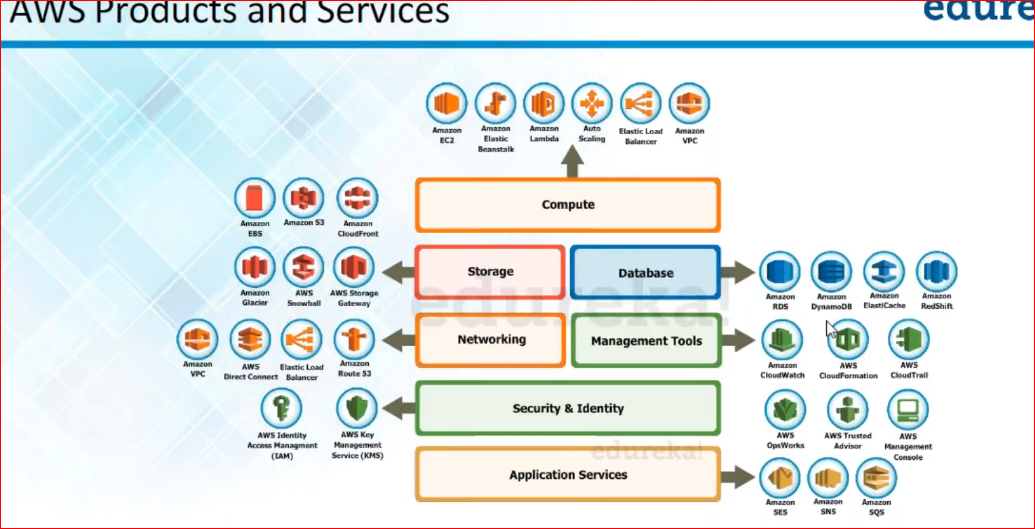 AWS Products and Services
edure
Amazon
EC2
Amazon
Elastic
Beanstalk
Amazon
Lambda
Auto
Scaling
Elastic Load
Balancer
Amazon
VPC
Compute
Amazon
EBS
Amazon S3
Amazon
CloudFront
Storage
Database
Amazon
Glacier
AWS
Snowball
AWS Storage
Gateway
Amazon
RDS
Amazon
DynamoDB
Amazon
ElastiCache
Amazon
RedShift
edureka!
Networking
Management Tools
Amazon
VPC
AWS
Direct Connect
Elastic Load
Balancer
Amazon
Route 53
Amazon
CloudWatch
AWS
CloudFormation
AWS
CloudTrail
Security & Identity
AWS Identity
Access Managment
(IAM)
AWS Key
Management
Service (KMS)
AWS
OpsWorks
AWS Trusted
Advisor
AWS
Management
Console
edureka!
Application Services
Amazon
SES
Amazon
SNS
Amazon
SQS